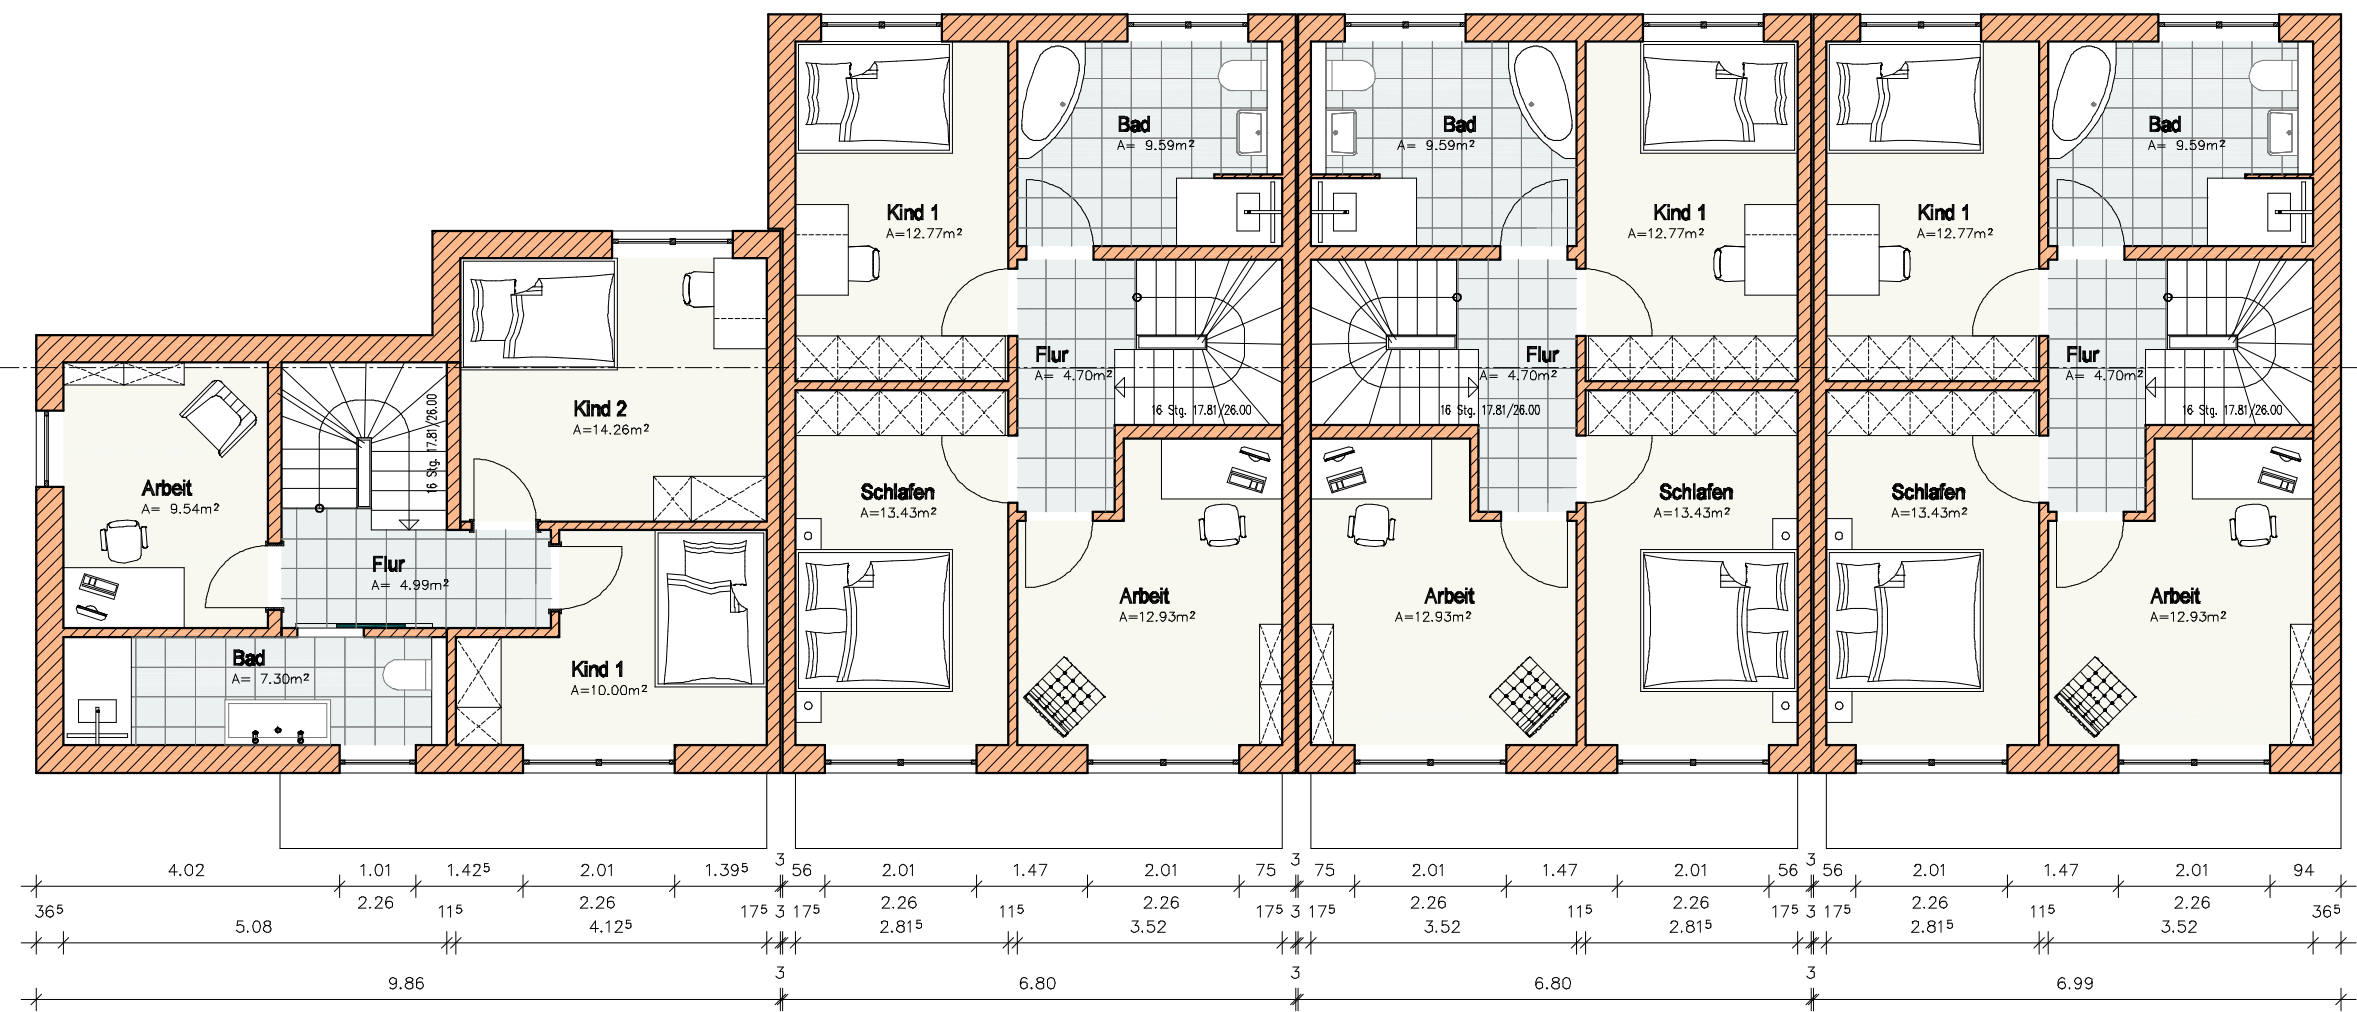 Bad
A= 9.59m²
Bad
A= 9.59m²
Bad
A= 9.59m²
Kind 1
A=12.77m²
Kind 1
A=12.77m²
Kind 1
A=12.77m²
Flur
A= 4.70m²
Flur
A= 4.70m²
Flur
A= 4.70m²
16 Stg. 17.81/26.00
16 Stg. 17.81/26.00
16 Stg. 17.81/26.00
16 Stg. 17.81/26.00
Kind 2
A=14.26m²
Arbeit
A= 9.54m²
Schlafen
A=13.43m²
Schlafen
A=13.43m²
Schlafen
A=13.43m²
Flur
A= 4.99m²
Arbeit
A=12.93m²
Arbeit
A=12.93m²
Arbeit
A=12.93m²
Bad
A= 7.30m²
Kind 1
A=10.00m²
4.02 1.01 1.42⁵ 2.01 1.39⁵ 3 56 2.01 1.47 2.01 75 3 75 2.01 1.47 2.01 56 3 56 2.01 1.47 2.01 94
2.26 2.26 2.26 2.26 2.26 2.26 2.26 2.26
36⁵ 11⁵ 17⁵ 3 17⁵ 11⁵ 17⁵ 3 17⁵ 11⁵ 17⁵ 3 17⁵ 11⁵ 36⁵
5.08 4.12⁵ 2.81⁵ 3.52 3.52 2.81⁵ 2.81⁵ 3.52
9.86 3 6.80 3 6.80 3 6.99